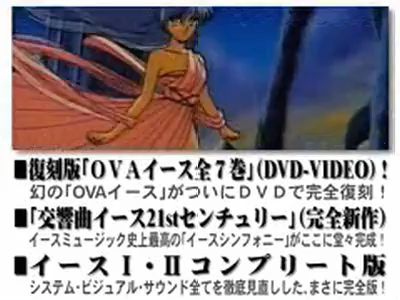 ■復刻版「OVAイース全7巻」(DVD-VIDEO)!
幻の「OVAイース」がついにDVDで完全復刻!
■「交響曲イース21stセンチュリー」(完全新作)
イースミュージック史上最高の「イースシンフォニー」がここに堂々完成!
■イースⅠ・Ⅱコンプリート版
システム・ビジュアル・サウンド全てを徹底見直しした、まさに完全版!